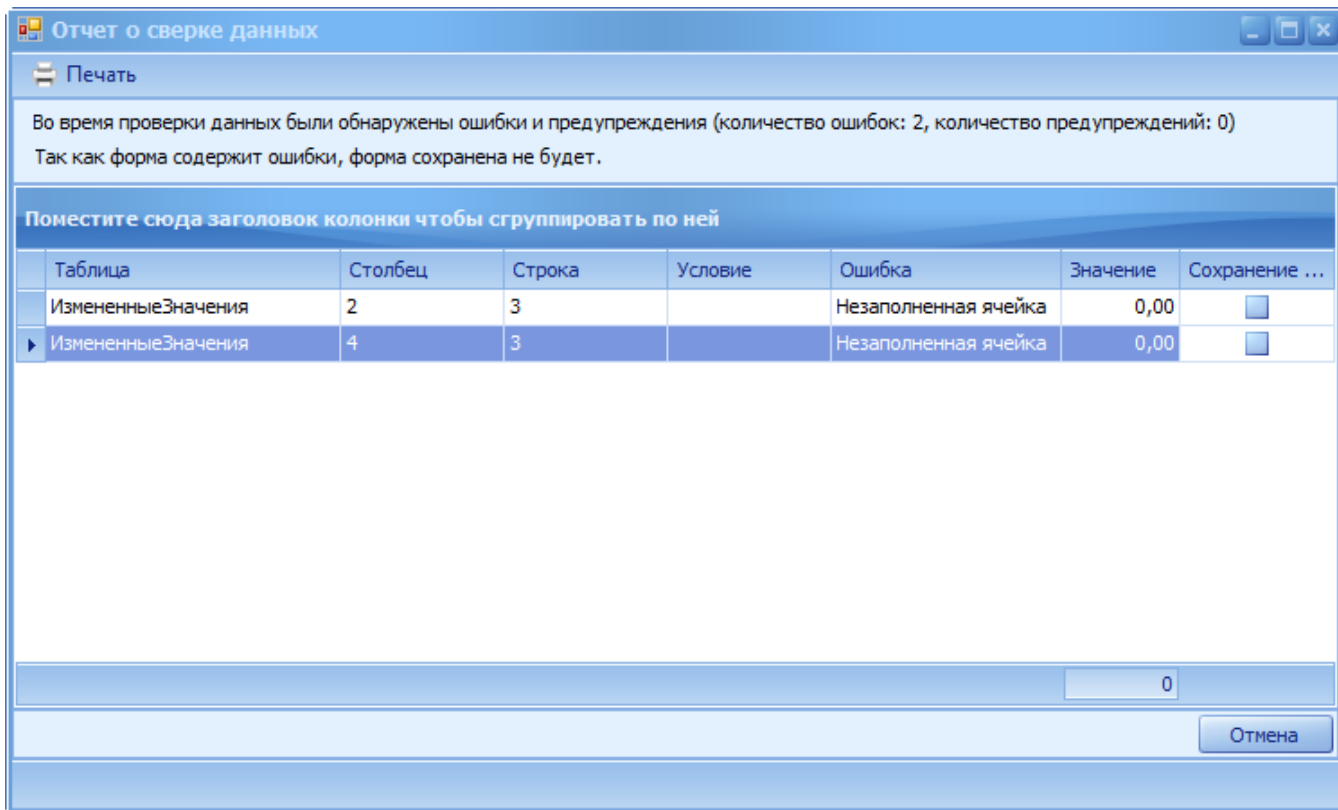 Отчет о сверке данных
Печать
Во время проверки данных были обнаружены ошибки и предупреждения (количество ошибок: 2, количество предупреждений: 0)
Так как форма содержит ошибки, форма сохранена не будет.
Поместите сюда заголовок колонки чтобы сгруппировать по ней
Таблица Столбец Строка Условие Ошибка Значение Сохранение ...
ИзмененныеЗначения 2 3 Незаполненная ячейка 0,00
ИзмененныеЗначения 4 3 Незаполненная ячейка 0,00
0
Отмена